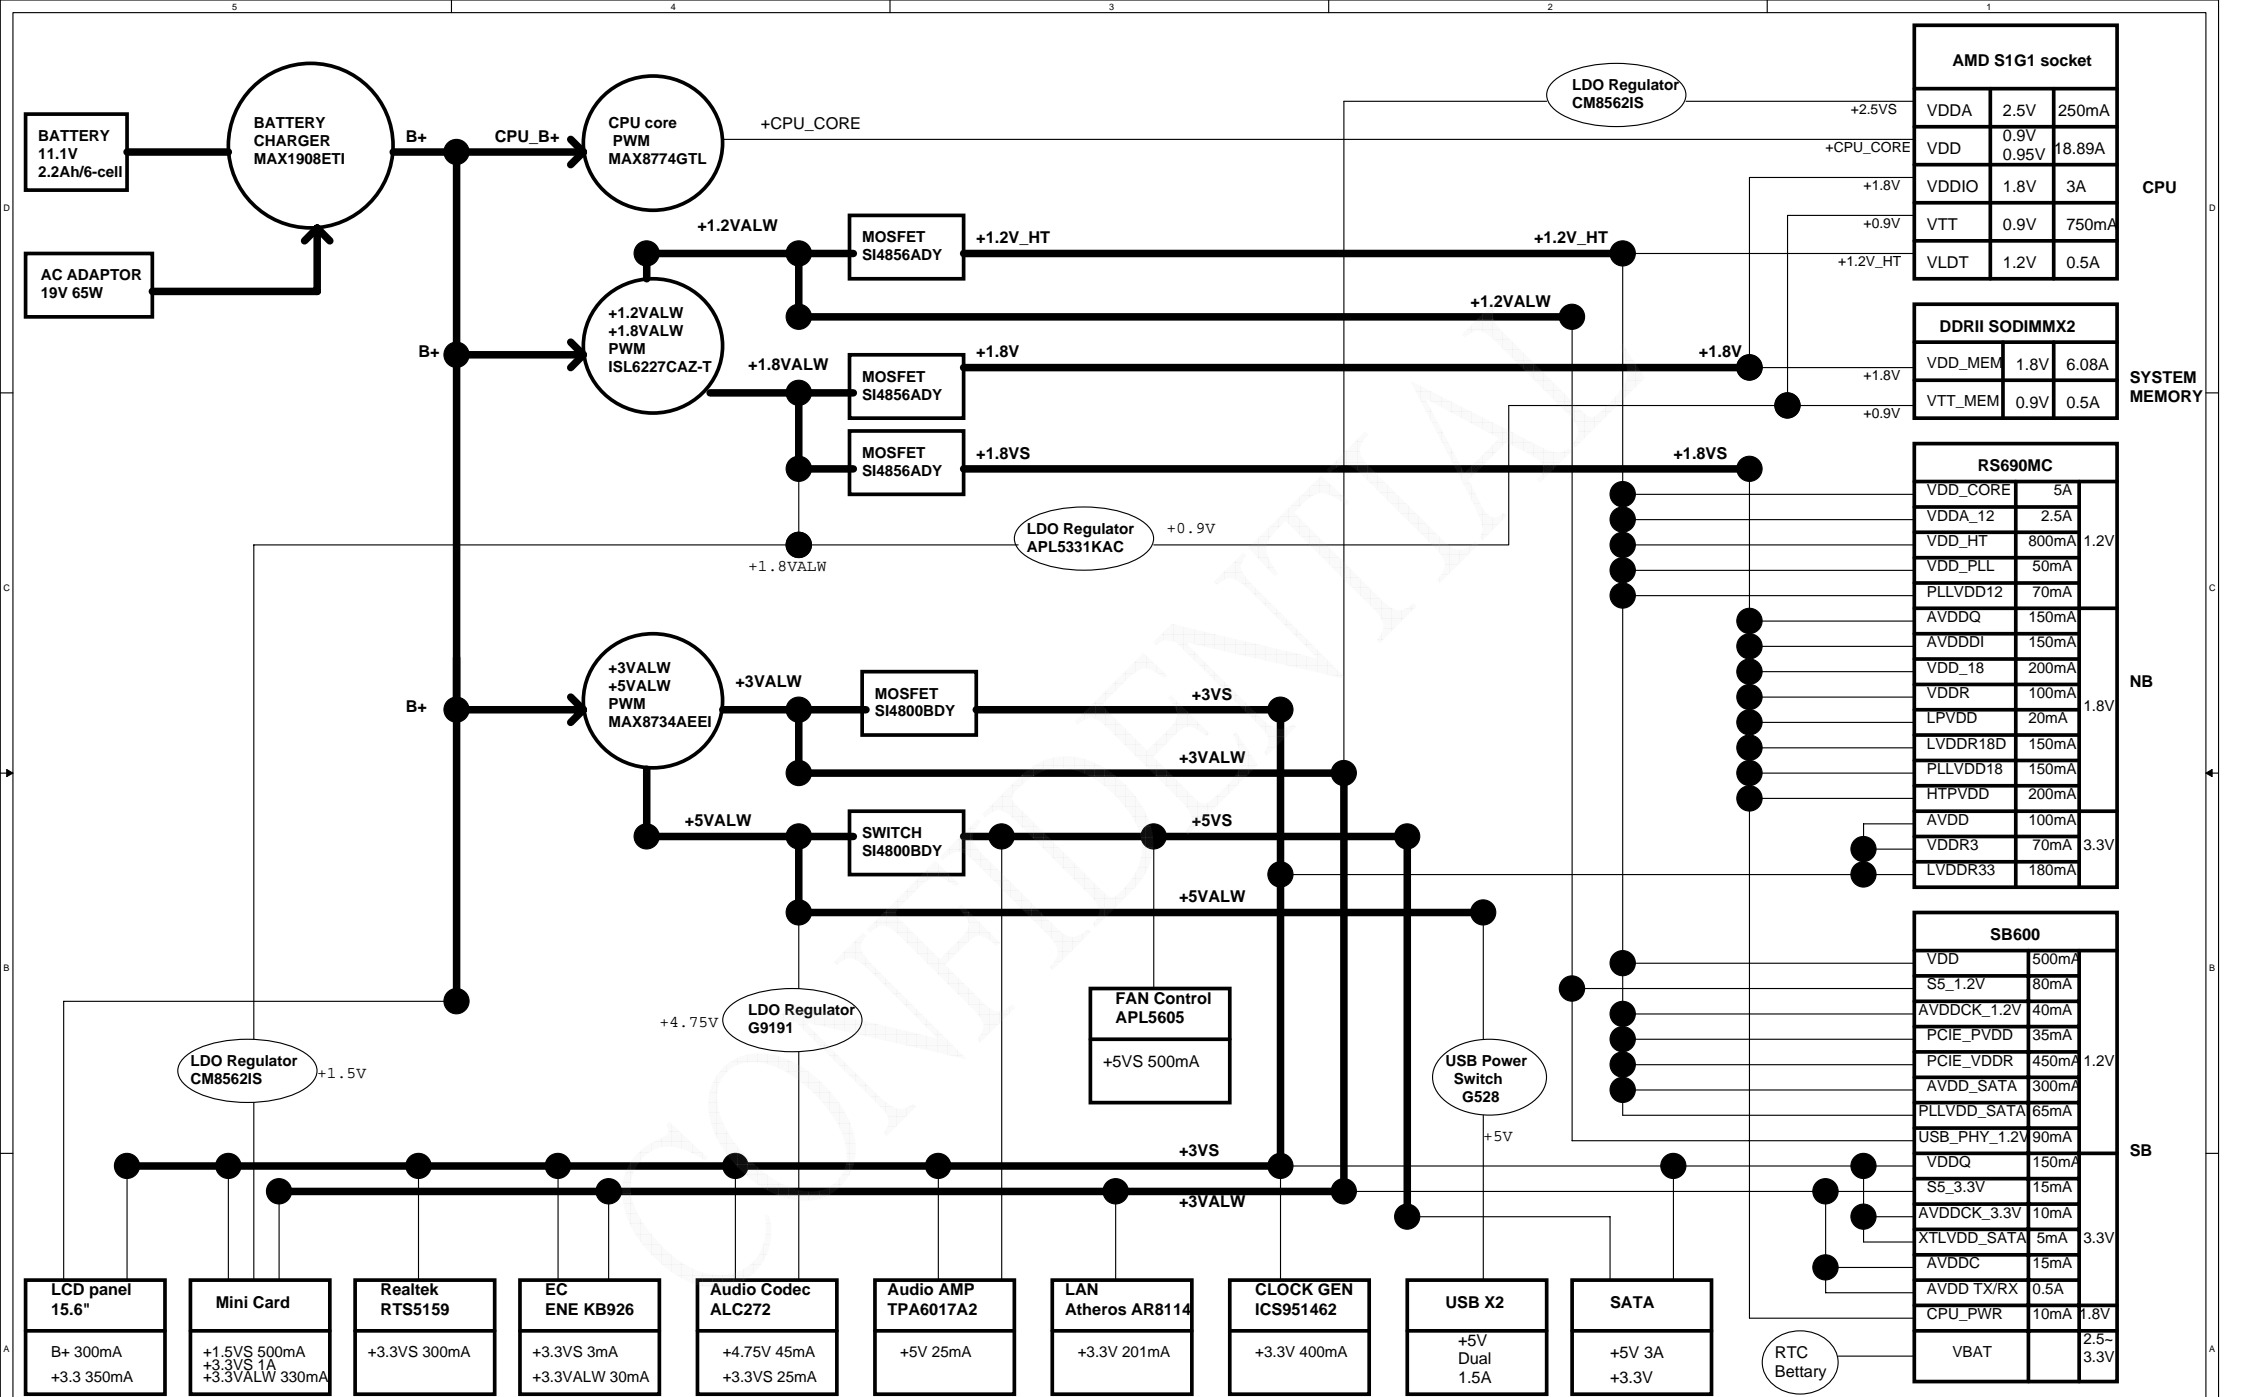 5
4
3
2
1
D
C
B
A
D
C
B
A
BATTERY
11.1V
2.2Ah/6-cell
BATTERY
CHARGER
MAX1908ETI
AC ADAPTOR
19V 65W
B+
CPU_B+
CPU core
PWM
MAX8774GTL
+CPU_CORE
B+
+1.2VALW
+1.8VALW
PWM
ISL6227CAZ-T
+1.2VALW
MOSFET
SI4856ADY
+1.2V_HT
+1.2V_HT
+1.2VALW
+1.8VALW
MOSFET
SI4856ADY
+1.8V
+1.8V
MOSFET
SI4856ADY
+1.8VS
+1.8VS
LDO Regulator
APL5331KAC
+0.9V
+1.8VALW
B+
+3VALW
+5VALW
PWM
MAX8734AEEI
+3VALW
MOSFET
SI4800BDY
+3VS
+3VALW
+5VALW
SWITCH
SI4800BDY
+5VS
+5VALW
LDO Regulator
CM8562IS
+2.5VS
+CPU_CORE
+1.8V
+0.9V
+1.2V_HT
+1.8V
+0.9V
AMD S1G1 socket
VDDA 2.5V 250mA
VDD 0.9V 0.95V 18.89A
VDDIO 1.8V 3A
VTT 0.9V 750mA
VLDT 1.2V 0.5A
CPU
DDRII SODIMMX2
VDD_MEM 1.8V 6.08A
VTT_MEM 0.9V 0.5A
SYSTEM
MEMORY
RS690MC
VDD_CORE 5A
VDDA_12 2.5A
VDD_HT 800mA 1.2V
VDD_PLL 50mA
PLLVDD12 70mA
AVDDQ 150mA
AVDDDI 150mA
VDD_18 200mA
VDDR 100mA
1.8V
LPVDD 20mA
LVDDR18D 150mA
PLLVDD18 150mA
HTPVDD 200mA
AVDD 100mA
VDDR3 70mA 3.3V
LVDDR33 180mA
NB
SB600
VDD 500mA
S5_1.2V 80mA
AVDDCK_1.2V 40mA
PCIE_PVDD 35mA
PCIE_VDDR 450mA 1.2V
AVDD_SATA 300mA
PLLVDD_SATA 65mA
USB_PHY_1.2V 90mA
VDDQ 150mA
S5_3.3V 15mA
AVDDCK_3.3V 10mA
XTLVDD_SATA 5mA 3.3V
AVDDC 15mA
AVDD TX/RX 0.5A
CPU_PWR 10mA 1.8V
VBAT 2.5~
3.3V
SB
RTC
Bettary
LDO Regulator
CM8562IS
+1.5V
+4.75V
LDO Regulator
G9191
FAN Control
APL5605
+5VS 500mA
USB Power
Switch
G528
+5V
+3VS
+3VALW
LCD panel
15.6"
B+ 300mA
+3.3 350mA
Mini Card
+1.5VS 500mA
+3.3VS 1A
+3.3VALW 330mA
Realtek
RTS5159
+3.3VS 300mA
EC
ENE KB926
+3.3VS 3mA
+3.3VALW 30mA
Audio Codec
ALC272
+4.75V 45mA
+3.3VS 25mA
Audio AMP
TPA6017A2
+5V 25mA
LAN
Atheros AR8114
+3.3V 201mA
CLOCK GEN
ICS951462
+3.3V 400mA
USB X2
+5V
Dual
1.5A
SATA
+5V 3A
+3.3V
CONFIDENTIAL